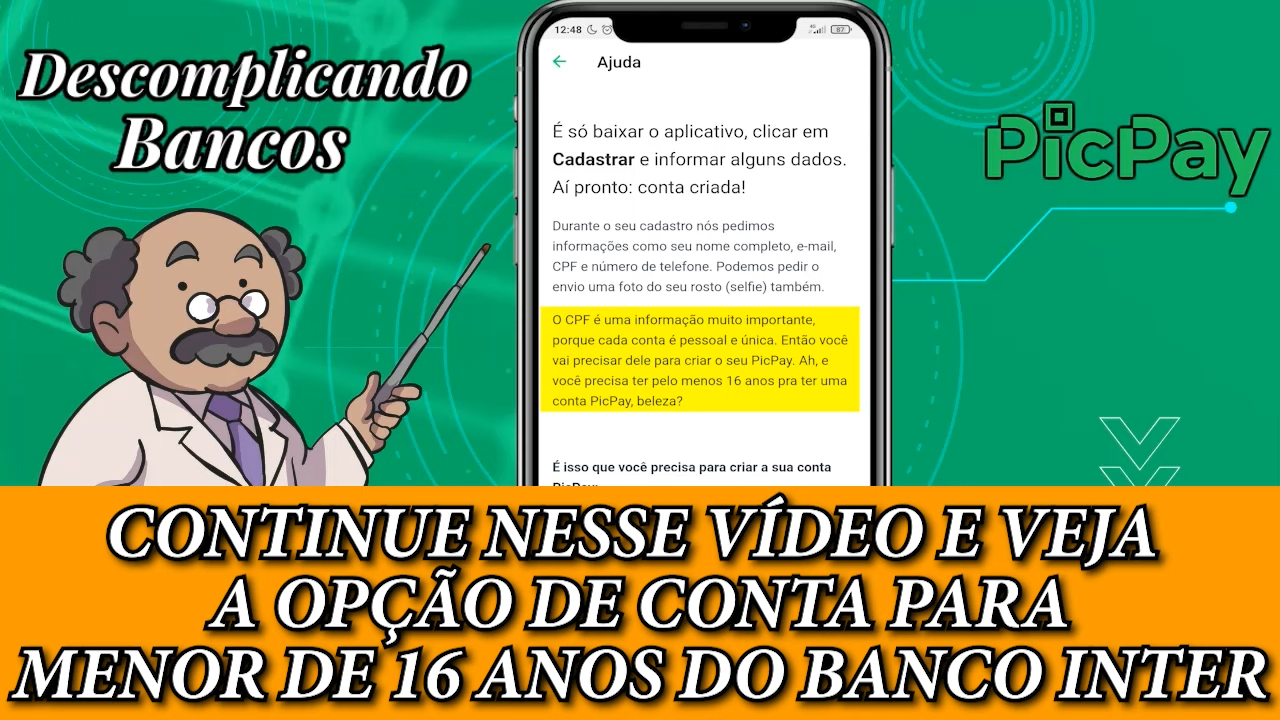 Descomplicando
Bancos
12:48
4G
87
Ajuda
É só baixar o aplicativo, clicar em
Cadastrar e informar alguns dados.
Aí pronto: conta criada!
Durante o seu cadastro nós pedimos
informações como seu nome completo, e-mail,
CPF e número de telefone. Podemos pedir o
envio uma foto do seu rosto (selfie) também.
O CPF é uma informação muito importante,
porque cada conta é pessoal e única. Então você
vai precisar dele para criar o seu PicPay. Ah, e
você precisa ter pelo menos 16 anos pra ter uma
conta PicPay, beleza?
É isso que você precisa para criar a sua conta
PicPay:
PicPay
CONTINUE NESSE VÍDEO E VEJA
A OPÇÃO DE CONTA PARA
MENOR DE 16 ANOS DO BANCO INTER